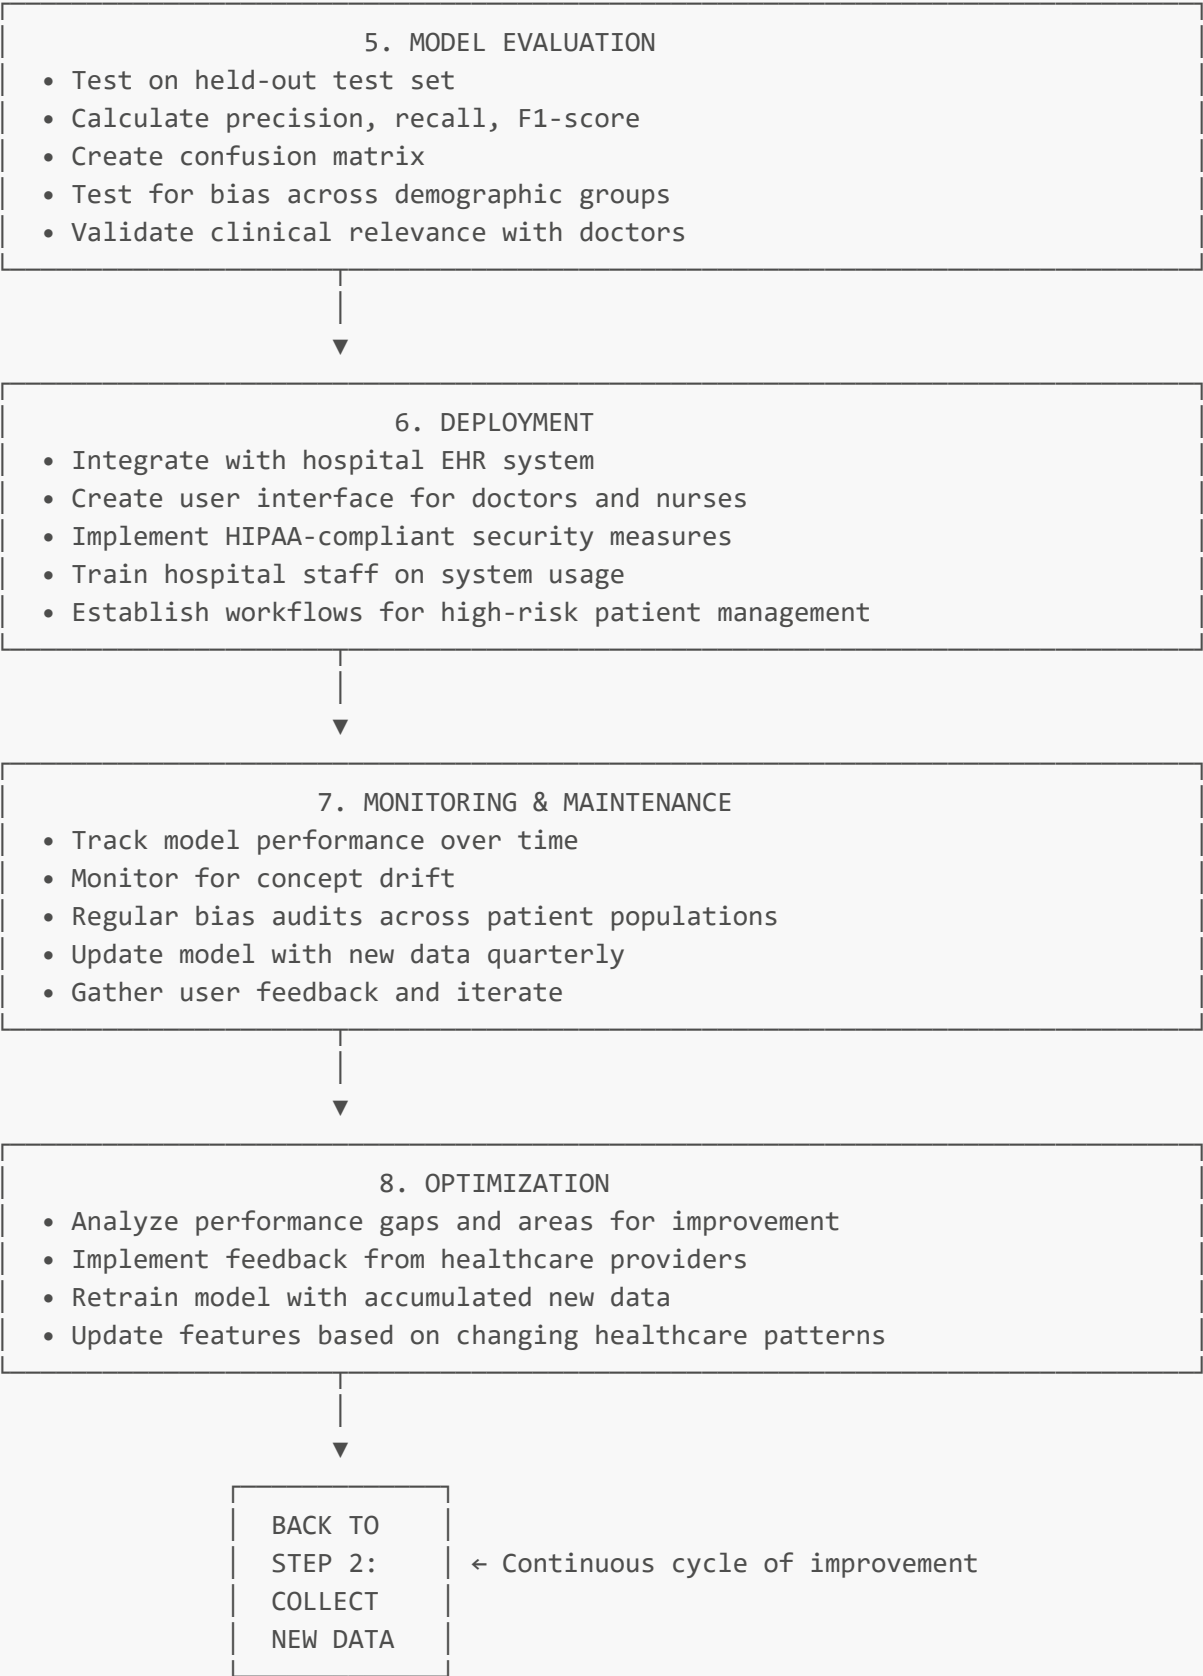 5. MODEL EVALUATION
• Test on held-out test set
• Calculate precision, recall, F1-score
• Create confusion matrix
• Test for bias across demographic groups
• Validate clinical relevance with doctors
6. DEPLOYMENT
• Integrate with hospital EHR system
• Create user interface for doctors and nurses
• Implement HIPAA-compliant security measures
• Train hospital staff on system usage
• Establish workflows for high-risk patient management
7. MONITORING & MAINTENANCE
• Track model performance over time
• Monitor for concept drift
• Regular bias audits across patient populations
• Update model with new data quarterly
• Gather user feedback and iterate
8. OPTIMIZATION
• Analyze performance gaps and areas for improvement
• Implement feedback from healthcare providers
• Retrain model with accumulated new data
• Update features based on changing healthcare patterns
BACK TO
STEP 2: ← Continuous cycle of improvement
COLLECT
NEW DATA